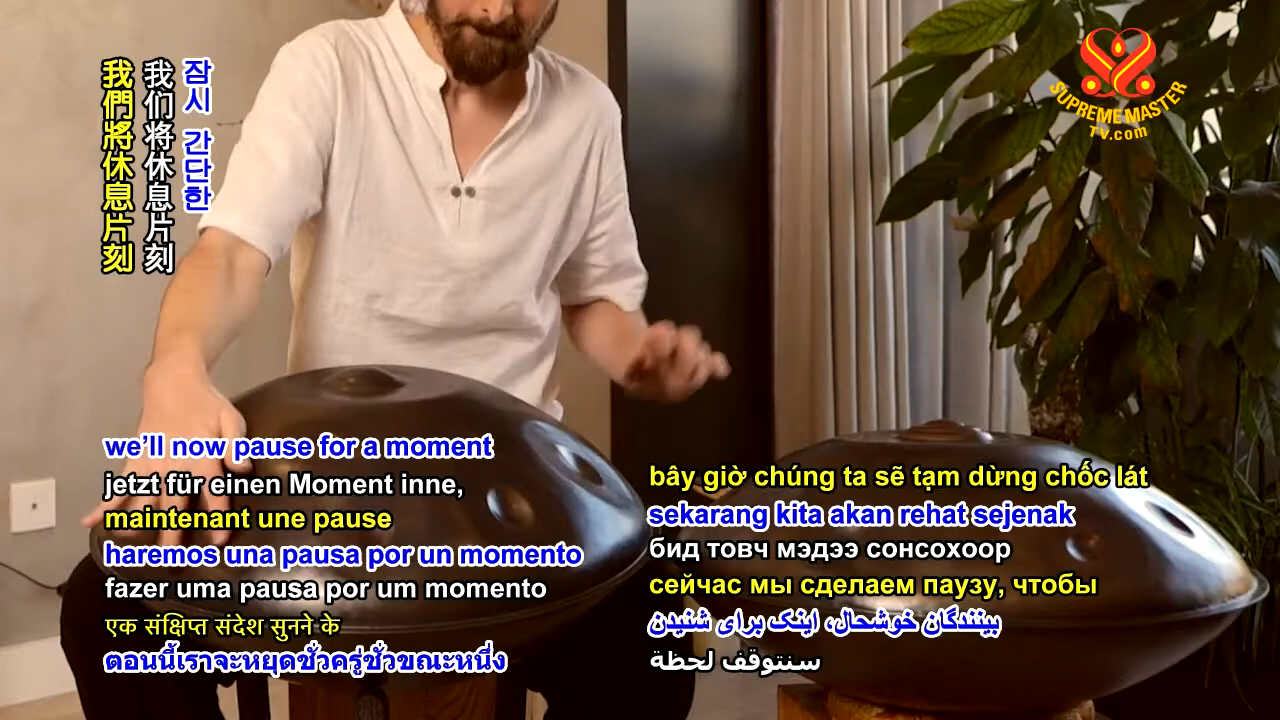 我們將休息片刻
我们将休息片刻
잠시 간단한
SUPREME MASTER
TV.com
we’ll now pause for a moment
jetzt für einen Moment inne,
maintenant une pause
haremos una pausa por un momento
fazer uma pausa por um momento
एक संक्षिप्त संदेश सुनने के
ตอนนี้เราจะหยุดชั่วครู่ชั่วขณะหนึ่ง
bây giờ chúng ta sẽ tạm dừng chốc lát
sekarang kita akan rehat sejenak
бид товч мэдээ сонсохоор
сейчас мы сделаем паузу, чтобы
بینندگان خوشحال، اینک برای شنیدن
سنتوقف لحظة